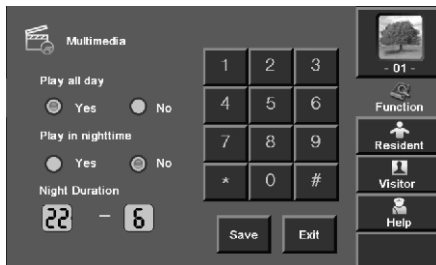 Multimedia
Play all day
Yes No
Play in nighttime
Yes No
Night Duration
22 - 6
1 2 3
4 5 6
7 8 9
* 0 #
Save Exit
- 01 -
Function
Resident
Visitor
Help